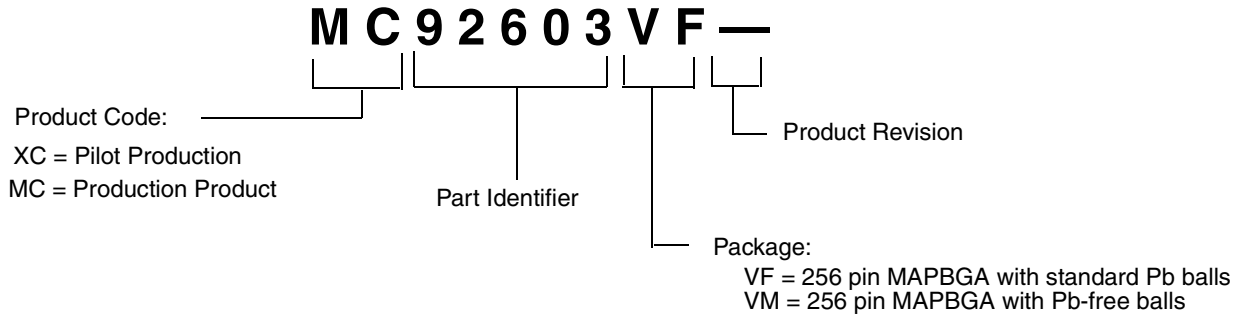 MC92603VF—
Product Code:
XC = Pilot Production
MC = Production Product
Part Identifier
Product Revision
Package:
VF = 256 pin MAPBGA with standard Pb balls
VM = 256 pin MAPBGA with Pb-free balls